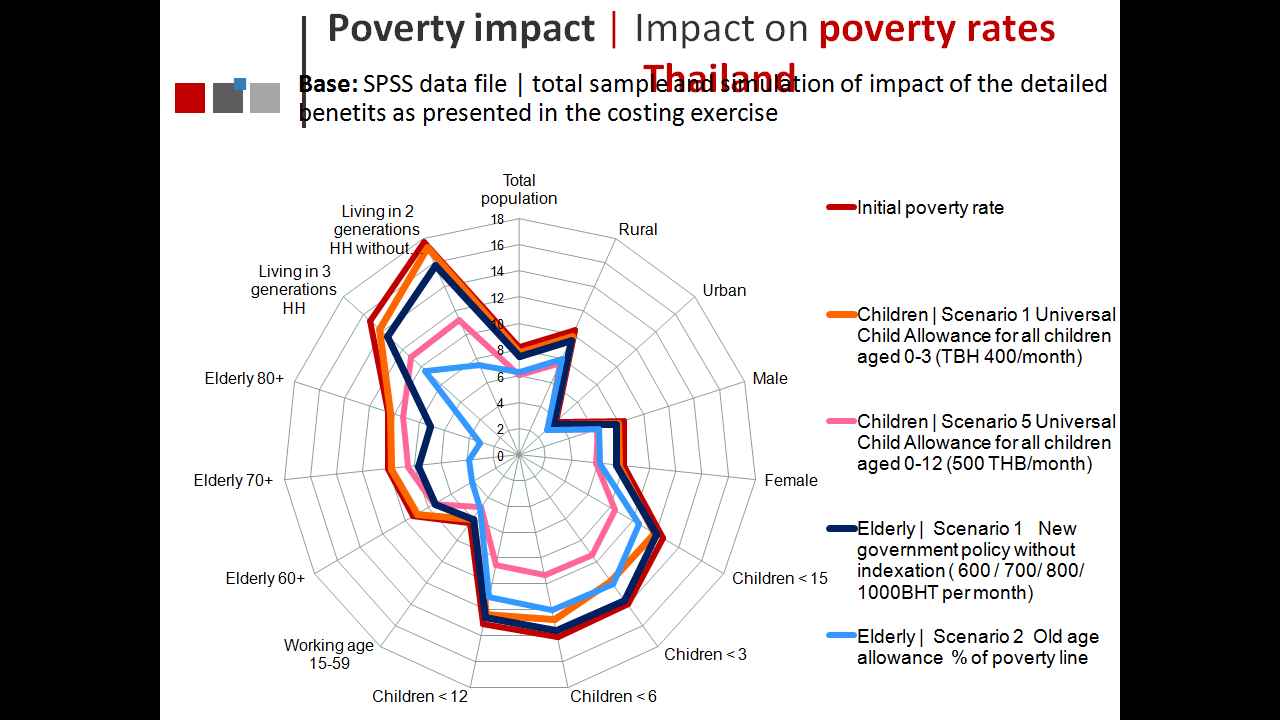 Poverty impact | Impact on poverty rates
Thailand
Base: SPSS data file | total sample and simulation of impact of the detailed
benetits as presented in the costing exercise
Total
population
Rural
Urban
Male
Female
Children < 15
Chidren < 3
Children < 6
Children < 12
Working age
15-59
Elderly 60+
Elderly 70+
Elderly 80+
Living in 3
generations
HH
Living in 2
generations
HH without...
18
16
14
12
10
8
6
4
2
0
Initial poverty rate
Children | Scenario 1 Universal
Child Allowance for all children
aged 0-3 (TBH 400/month)
Children | Scenario 5 Universal
Child Allowance for all children
aged 0-12 (500 THB/month)
Elderly | Scenario 1 New
government policy without
indexation ( 600 / 700/ 800/
1000BHT per month)
Elderly | Scenario 2 Old age
allowance % of poverty line